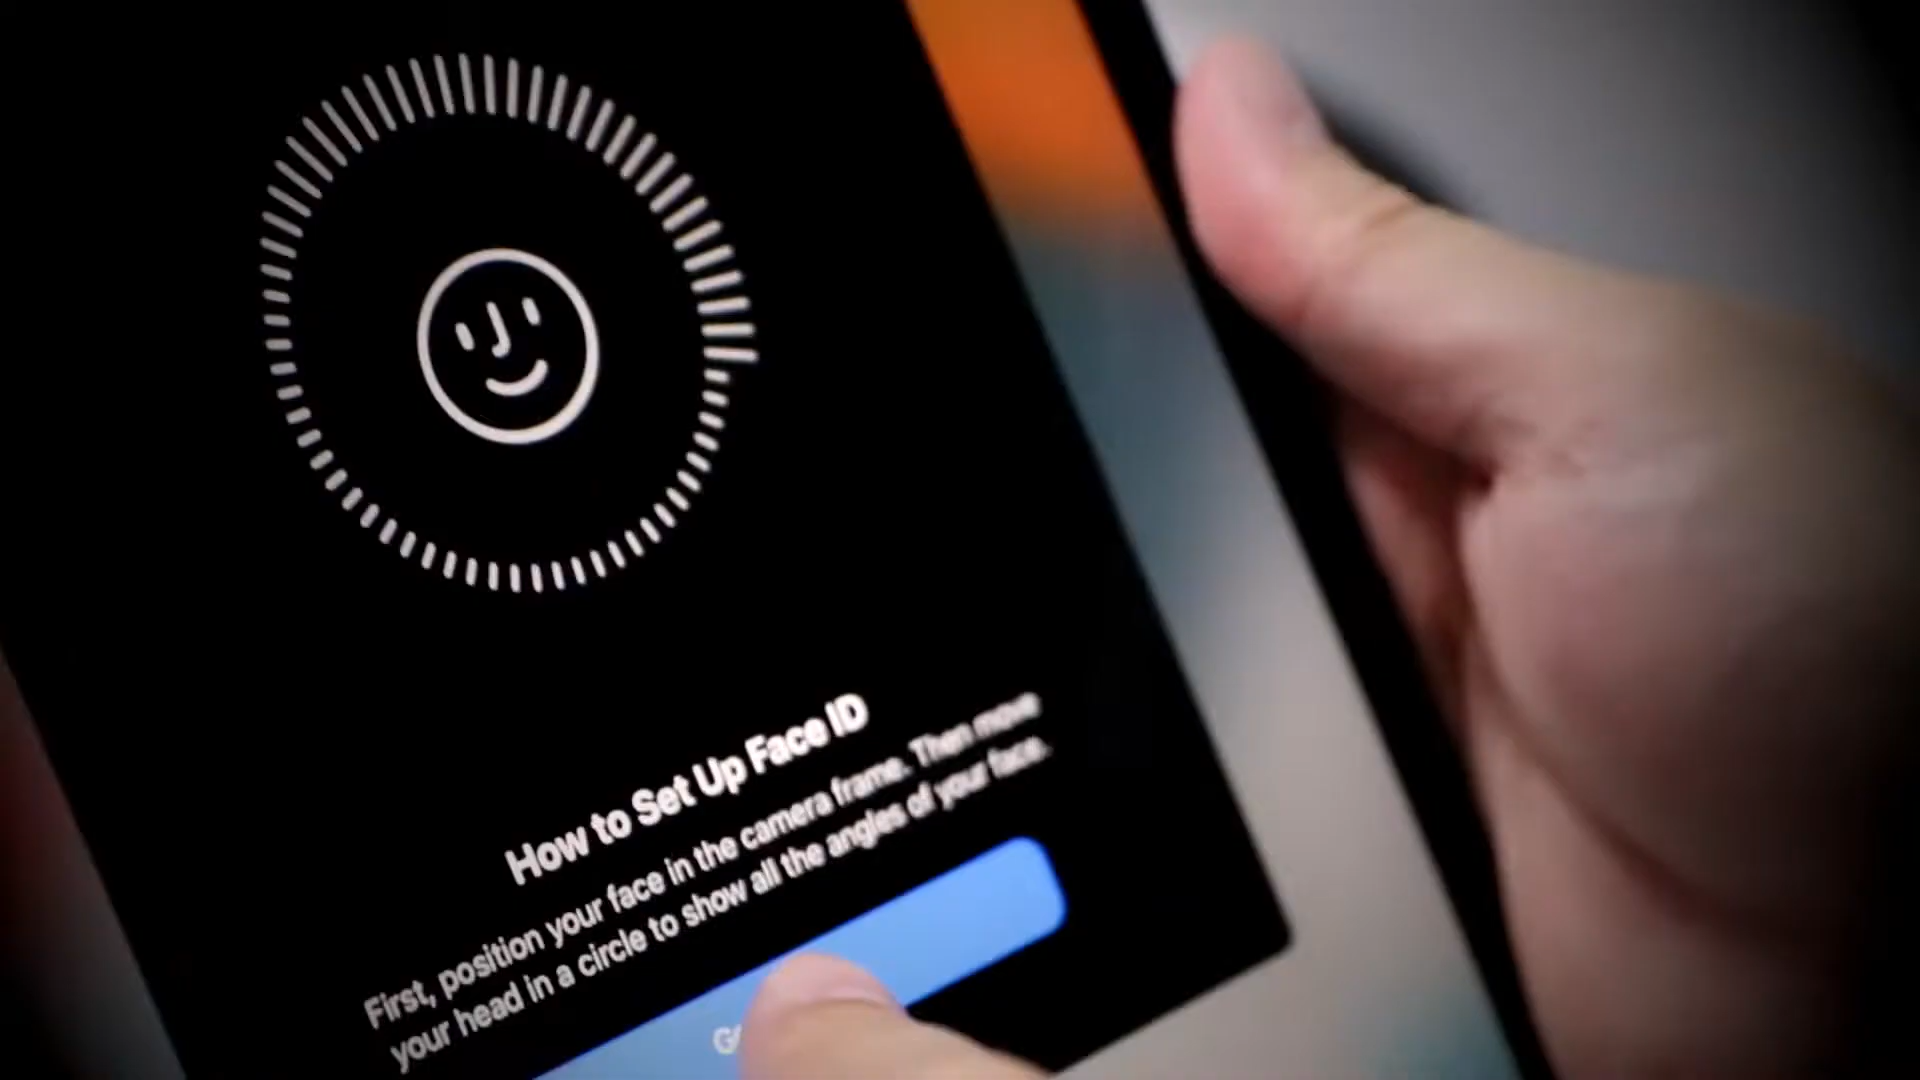 How to Set Up Face ID
First, position your face in the camera frame. Then move
your head in a circle to show all the angles of your face.